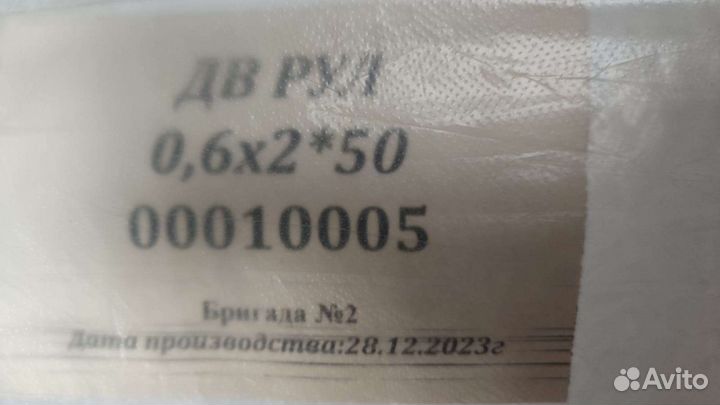 ДВ РУЛ
0,6х2*50
00010005
Бригада №2
Дата производства:28.12.2023г
Avito